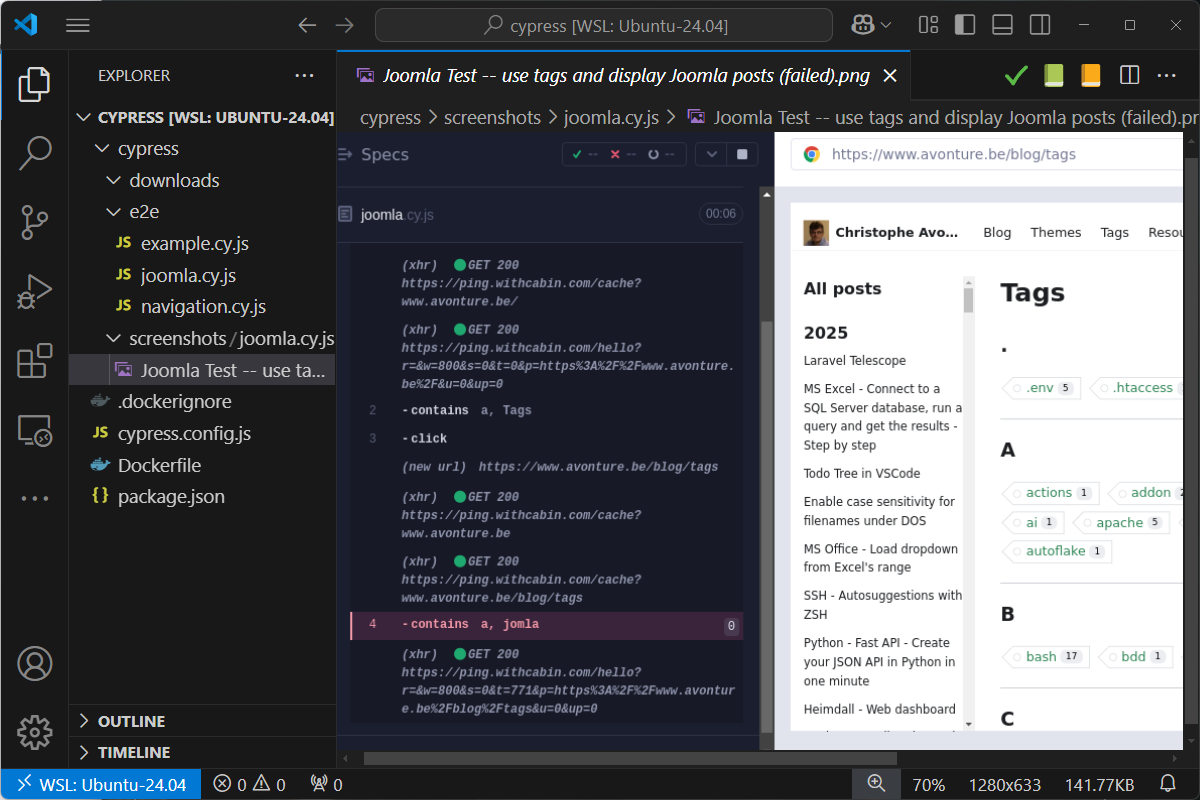 cypress [WSL: Ubuntu-24.04]
EXPLORER
CYPRESS [WSL: UBUNTU-24.04]
cypress
downloads
e2e
JS example.cy.js
JS joomla.cy.js
JS navigation.cy.js
screenshots / joomla.cy.js
Joomla Test -- use ta...
.dockerignore
JS cypress.config.js
Dockerfile
{} package.json
OUTLINE
TIMELINE
Joomla Test -- use tags and display Joomla posts (failed).png
cypress > screenshots > joomla.cy.js > Joomla Test -- use tags and display Joomla posts (failed).pr
Specs
-- -- --
joomla.cy.js 00:06
(xhr) GET 200
https://ping.withcabin.com/cache?
www.avonture.be/
(xhr) GET 200
https://ping.withcabin.com/hello?
r=&w=800&s=0&t=0&p=https%3A%2F%2Fwww.avonture.
be%2F&u=0&up=0
2 -contains a, Tags
3 -click
(new url) https://www.avonture.be/blog/tags
(xhr) GET 200
https://ping.withcabin.com/cache?
www.avonture.be
(xhr) GET 200
https://ping.withcabin.com/cache?
www.avonture.be/blog/tags
4 -contains a, jomla 0
(xhr) GET 200
https://ping.withcabin.com/hello?
r=&w=800&s=0&t=771&p=https%3A%2F%2Fwww.avontur
e.be%2Fblog%2Ftags&u=0&up=0
https://www.avonture.be/blog/tags
Christophe Avo... Blog Themes Tags Resou
All posts
2025
Laravel Telescope
MS Excel - Connect to a
SQL Server database, run a
query and get the results -
Step by step
Todo Tree in VSCode
Enable case sensitivity for
filenames under DOS
MS Office - Load dropdown
from Excel's range
SSH - Autosuggestions with
ZSH
Python - Fast API - Create
your JSON API in Python in
one minute
Heimdall - Web dashboard
Tags
.
.env 5 .htaccess
A
actions 1 addon 2
ai 1 apache 5
autoflake 1
B
bash 17 bdd 1
C
WSL: Ubuntu-24.04 0 0 0 70% 1280x633 141.77KB